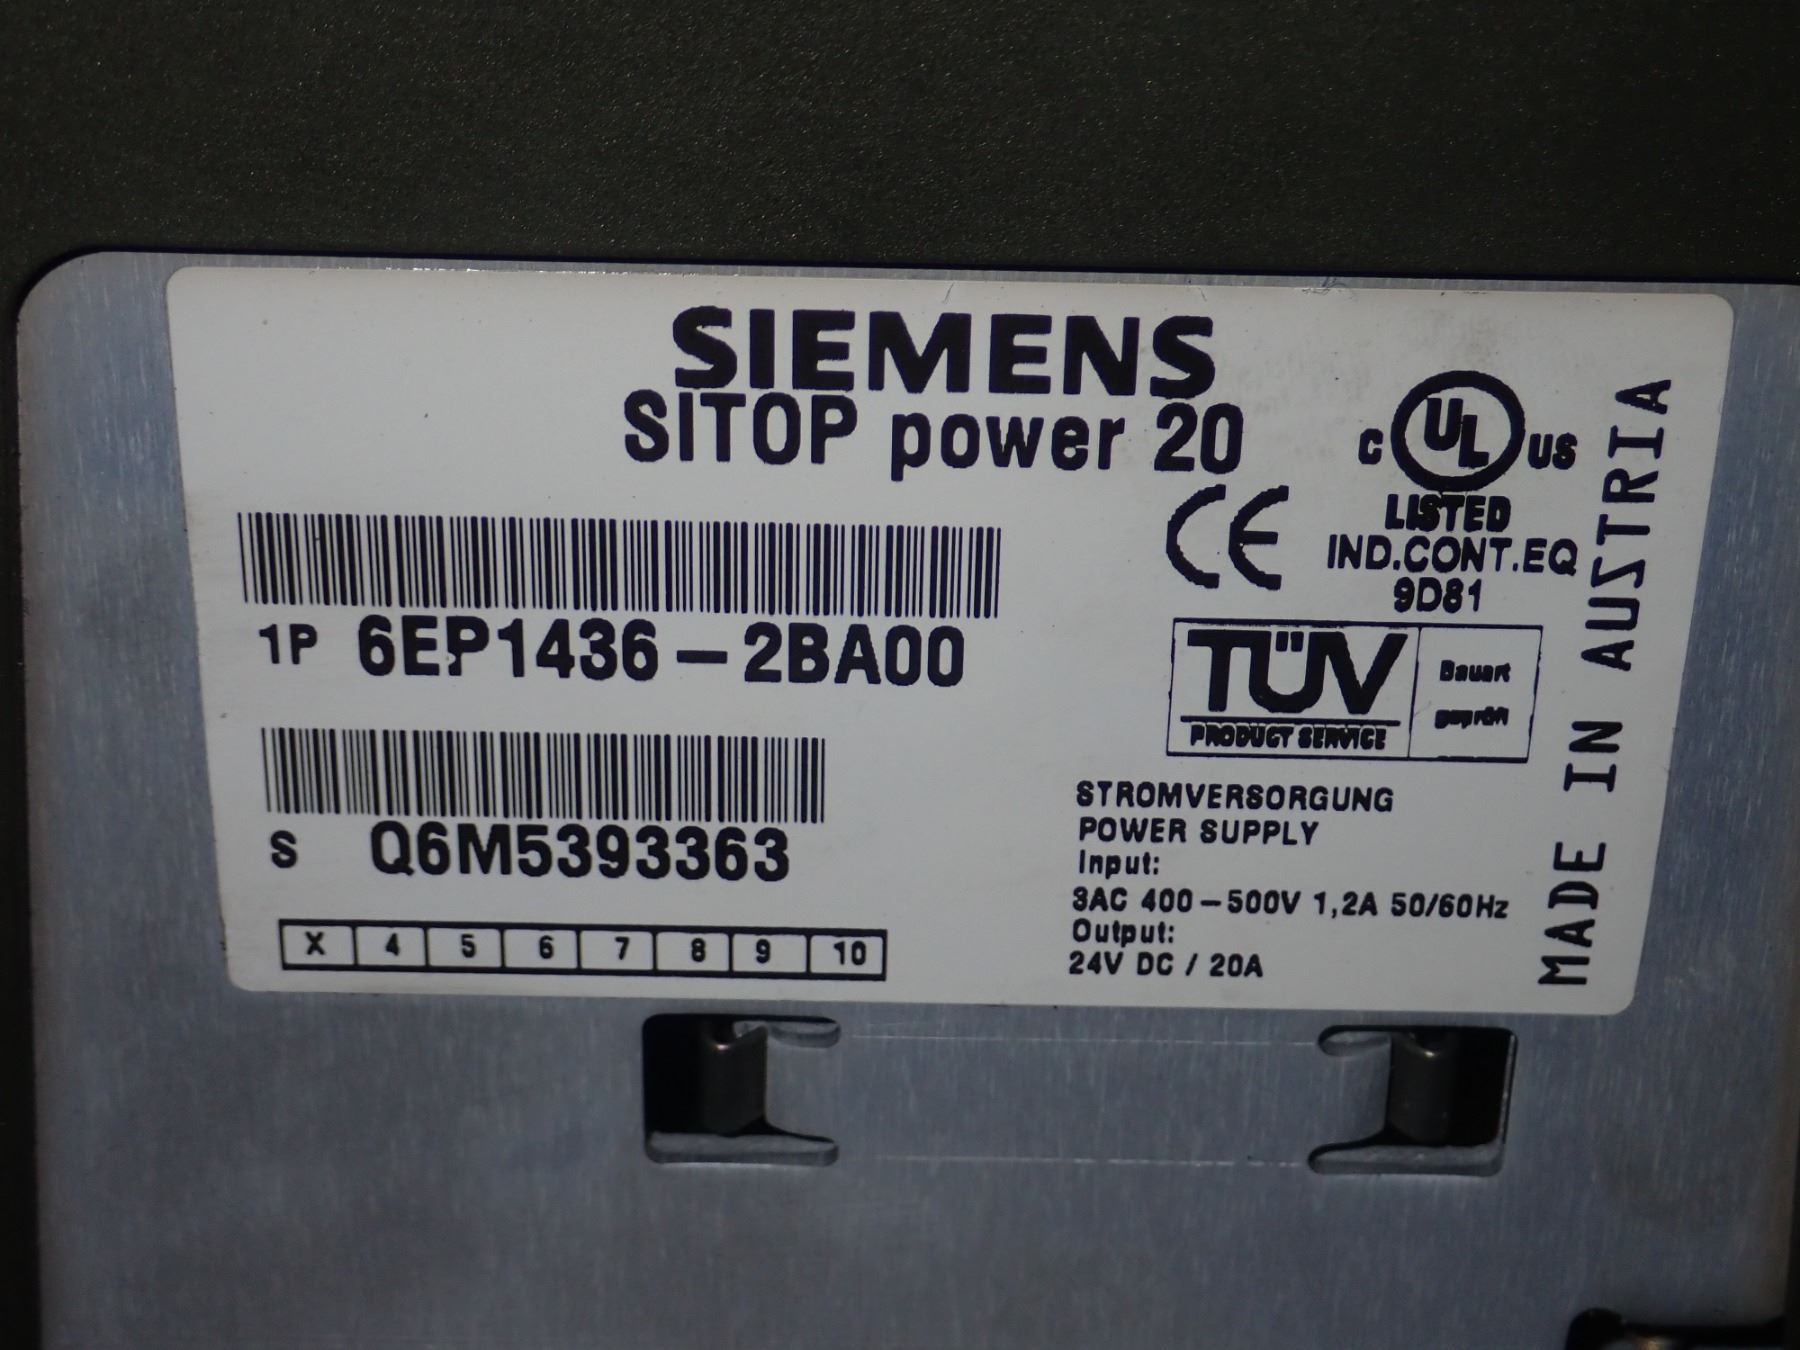 SIEMENS
SITOP power 20
C UL US
LISTED
IND.CONT.EQ
9D81
CE
1P 6EP1436-2BA00
TÜV
PRODUCT SERVICE
Bauart
geprüft
S Q6M5393363
X 4 5 6 7 8 9 10
STROMVERSORGUNG
POWER SUPPLY
Input:
3AC 400-500V 1,2A 50/60Hz
Output:
24V DC / 20A
MADE IN AUSTRIA